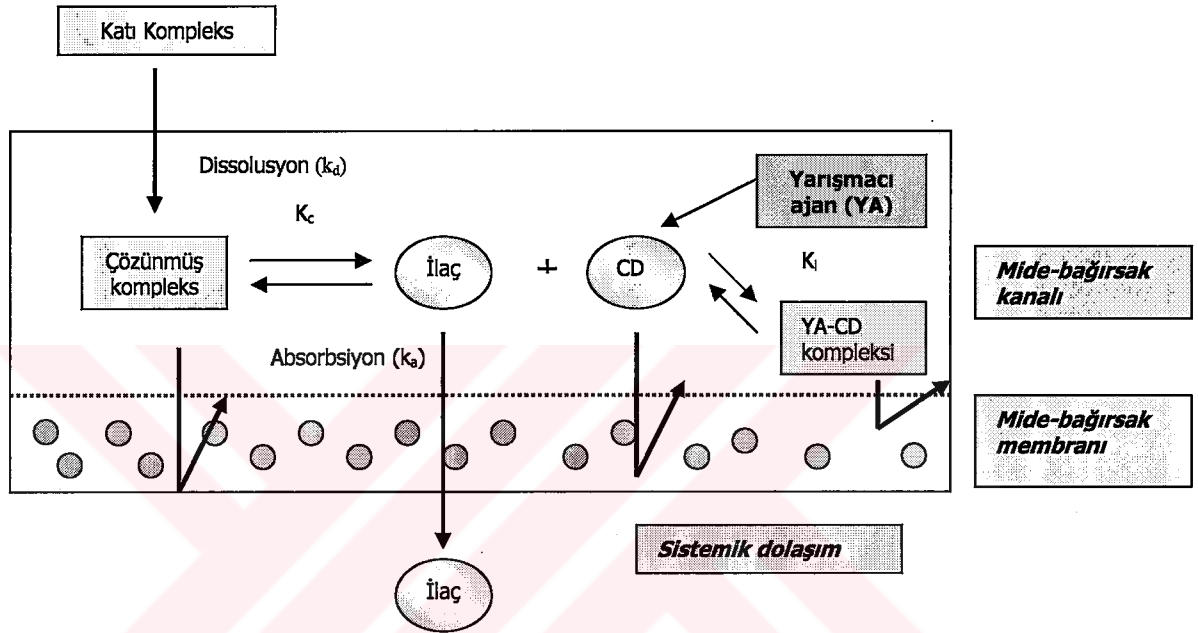 Katı Kompleks
Dissolusyon (kd)
Kc
Yarışmacı
ajan (YA)
Çözünmüş
kompleks
İlaç
+
CD
Ki
Mide-bağırsak
kanalı
YA-CD
kompleksi
Absorbsiyon (ka)
Mide-bağırsak
membranı
Sistemik dolaşım
İlaç